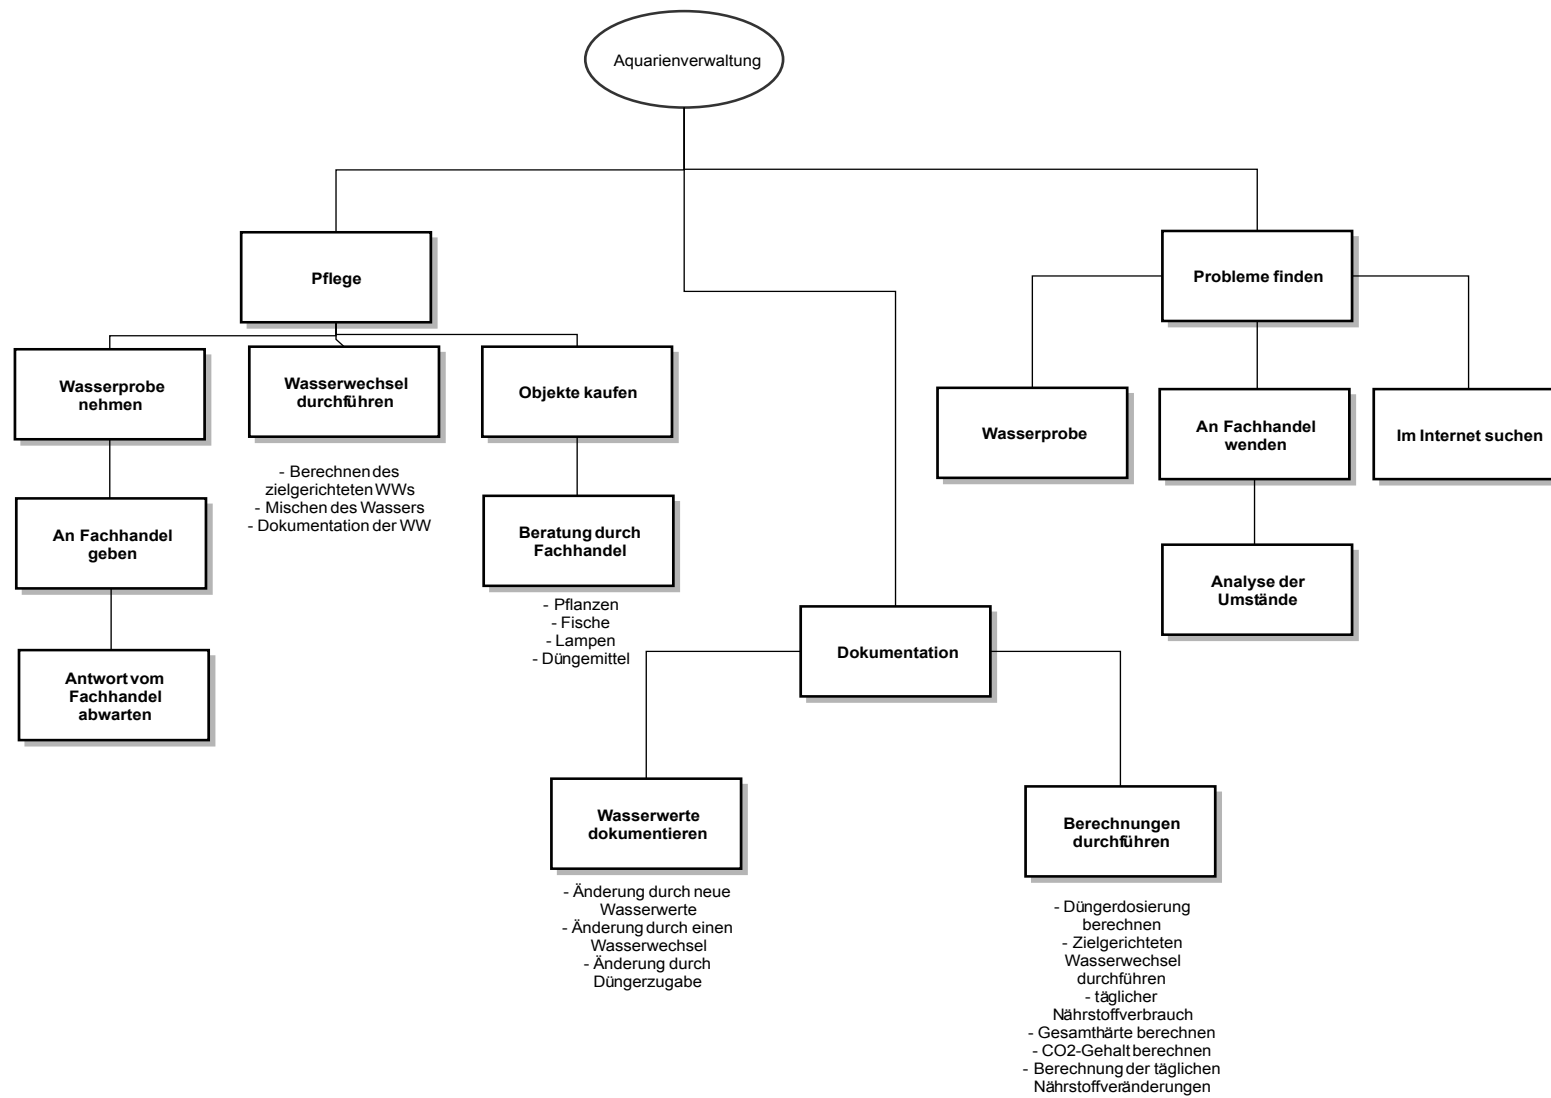 Aquarienverwaltung
Pflege
Probleme finden
Wasserprobe
nehmen
Wasserwechsel
durchführen
Objekte kaufen
Wasserprobe
An Fachhandel
wenden
Im Internet suchen
- Berechnen des
zielgerichteten WWs
- Mischen des Wassers
- Dokumentation der WW
An Fachhandel
geben
Beratung durch
Fachhandel
- Pflanzen
- Fische
- Lampen
- Düngemittel
Analyse der
Umstände
Dokumentation
Antwort vom
Fachhandel
abwarten
Wasserwerte
dokumentieren
- Änderung durch neue
Wasserwerte
- Änderung durch einen
Wasserwechsel
- Änderung durch
Düngerzugabe
Berechnungen
durchführen
- Düngerdosierung
berechnen
- Zielgerichteten
Wasserwechsel
durchführen
- täglicher
Nährstoffverbrauch
- Gesamthärte berechnen
- CO2-Gehalt berechnen
- Berechnung der täglichen
Nährstoffveränderungen